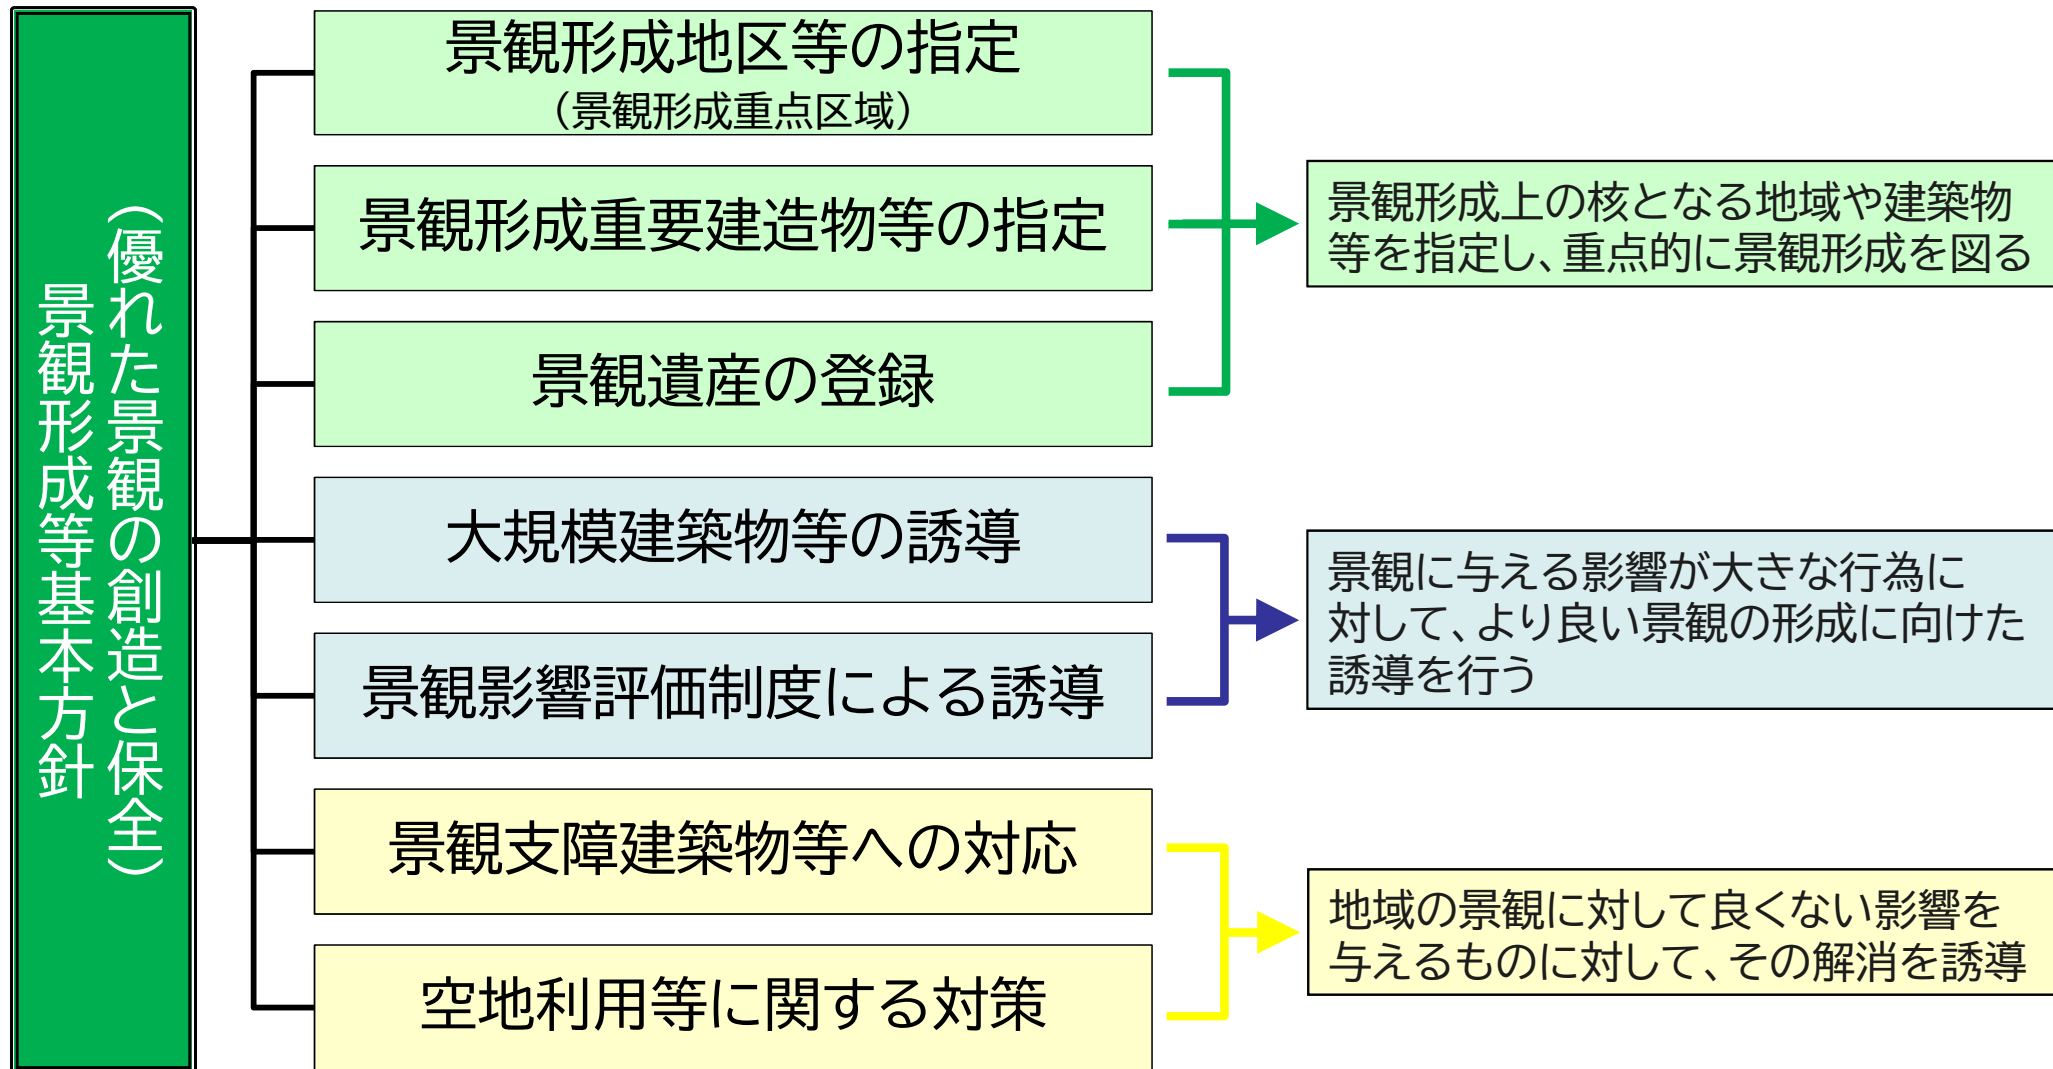 （優れた景観の創造と保全）
景観形成等基本方針
景観形成地区等の指定
（景観形成重点区域）
景観形成重要建造物等の指定
景観遺産の登録
大規模建築物等の誘導
景観影響評価制度による誘導
景観支障建築物等への対応
空地利用等に関する対策
景観形成上の核となる地域や建築物
等を指定し、重点的に景観形成を図る
景観に与える影響が大きな行為に
対して、より良い景観の形成に向けた
誘導を行う
地域の景観に対して良くない影響を
与えるものに対して、その解消を誘導